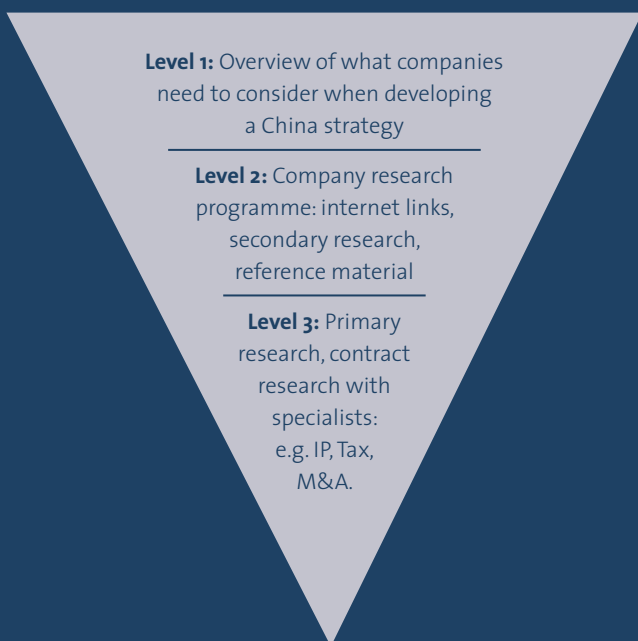 Level 1: Overview of what companies
need to consider when developing
a China strategy
Level 2: Company research
programme: internet links,
secondary research,
reference material
Level 3: Primary
research, contract
research with
specialists:
e.g. IP, Tax,
M&A.